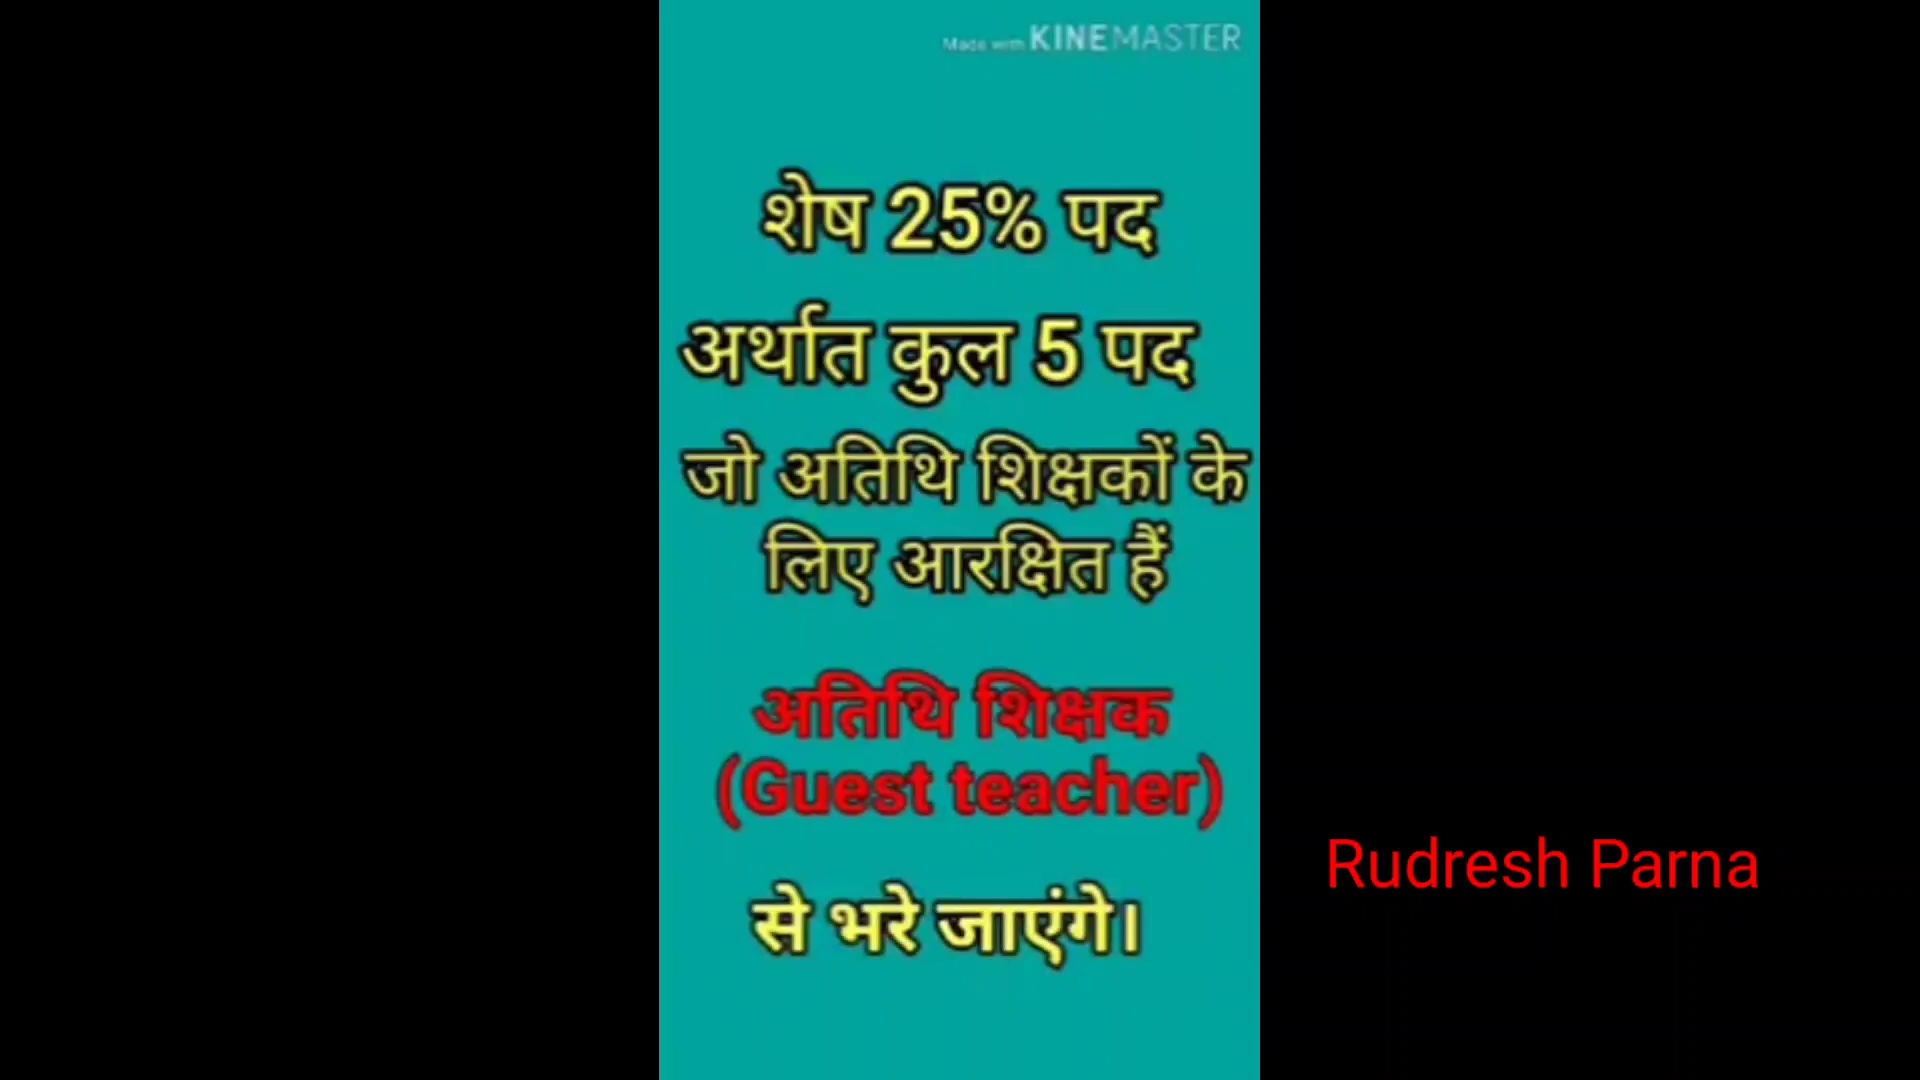 Made with KINEMASTER
शेष 25% पद
अर्थात कुल 5 पद
जो अतिथि शिक्षकों के
लिए आरक्षित हैं
अतिथि शिक्षक
(Guest teacher)
से भरे जाएंगे।
Rudresh Parna